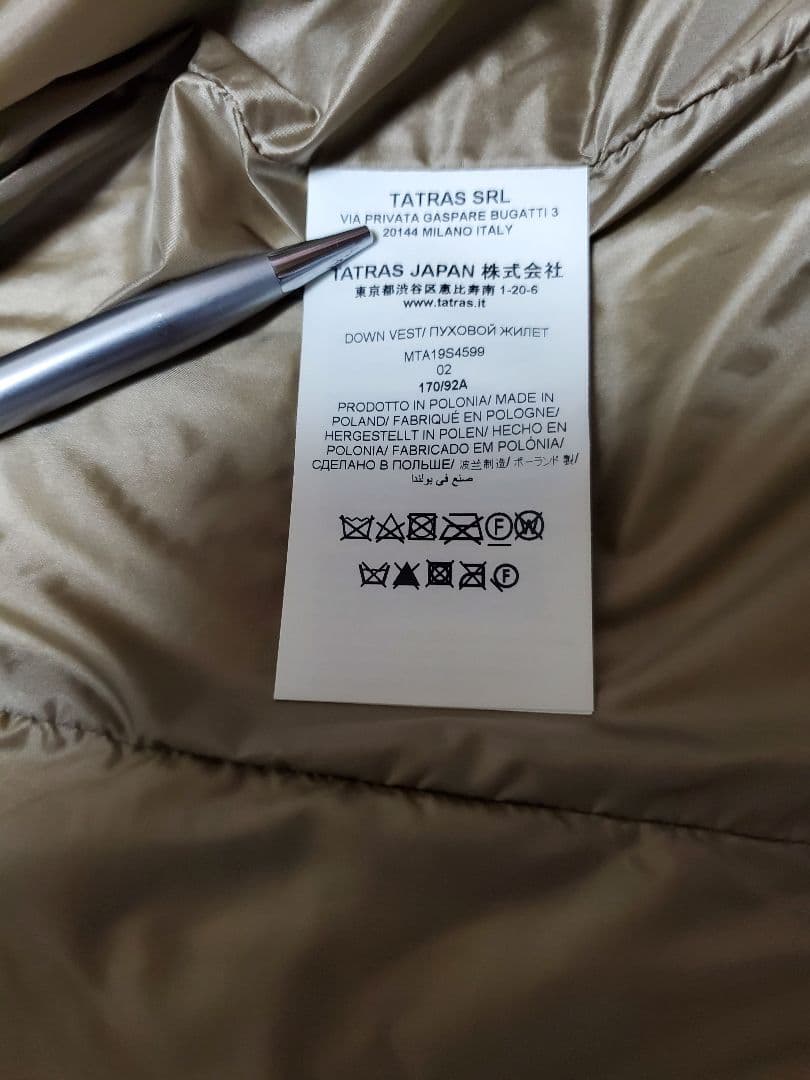 TATRAS SRL
VIA PRIVATA GASPARE BUGATTI 3
20144 MILANO ITALY
TATRAS JAPAN 株式会社
東京都渋谷区恵比寿南 1-20-6
www.tatras.it
DOWN VEST/ ПУХОВОЙ ЖИЛЕТ
MTA19S4599
02
170/92A
PRODOTTO IN POLONIA/ MADE IN
POLAND/ FABRIQUÉ EN POLOGNE/
HERGESTELLT IN POLEN/ HECHO EN
POLONIA/ FABRICADO EM POLÓNIA/
СДЕЛАНО В ПОЛЬШЕ/ 波兰制造/ ポーランド 製/
صنع في بولندا
F W
F